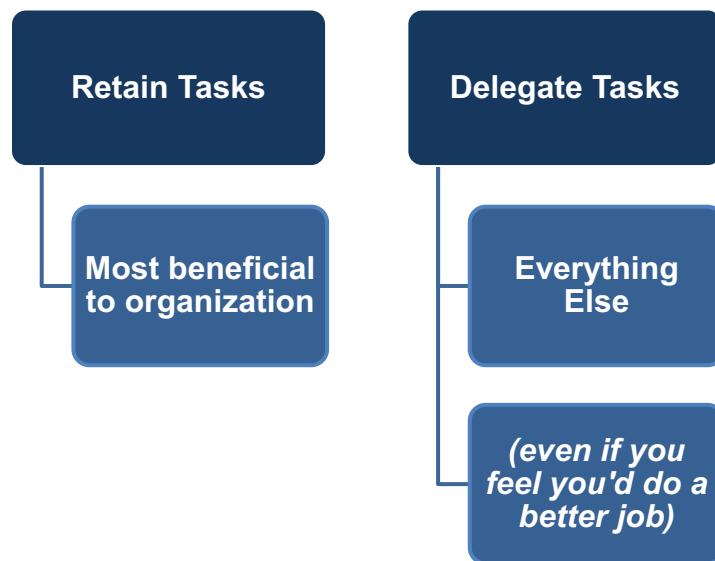 Retain Tasks
Most beneficial
to organization
Delegate Tasks
Everything
Else
(even if you
feel you'd do a
better job)